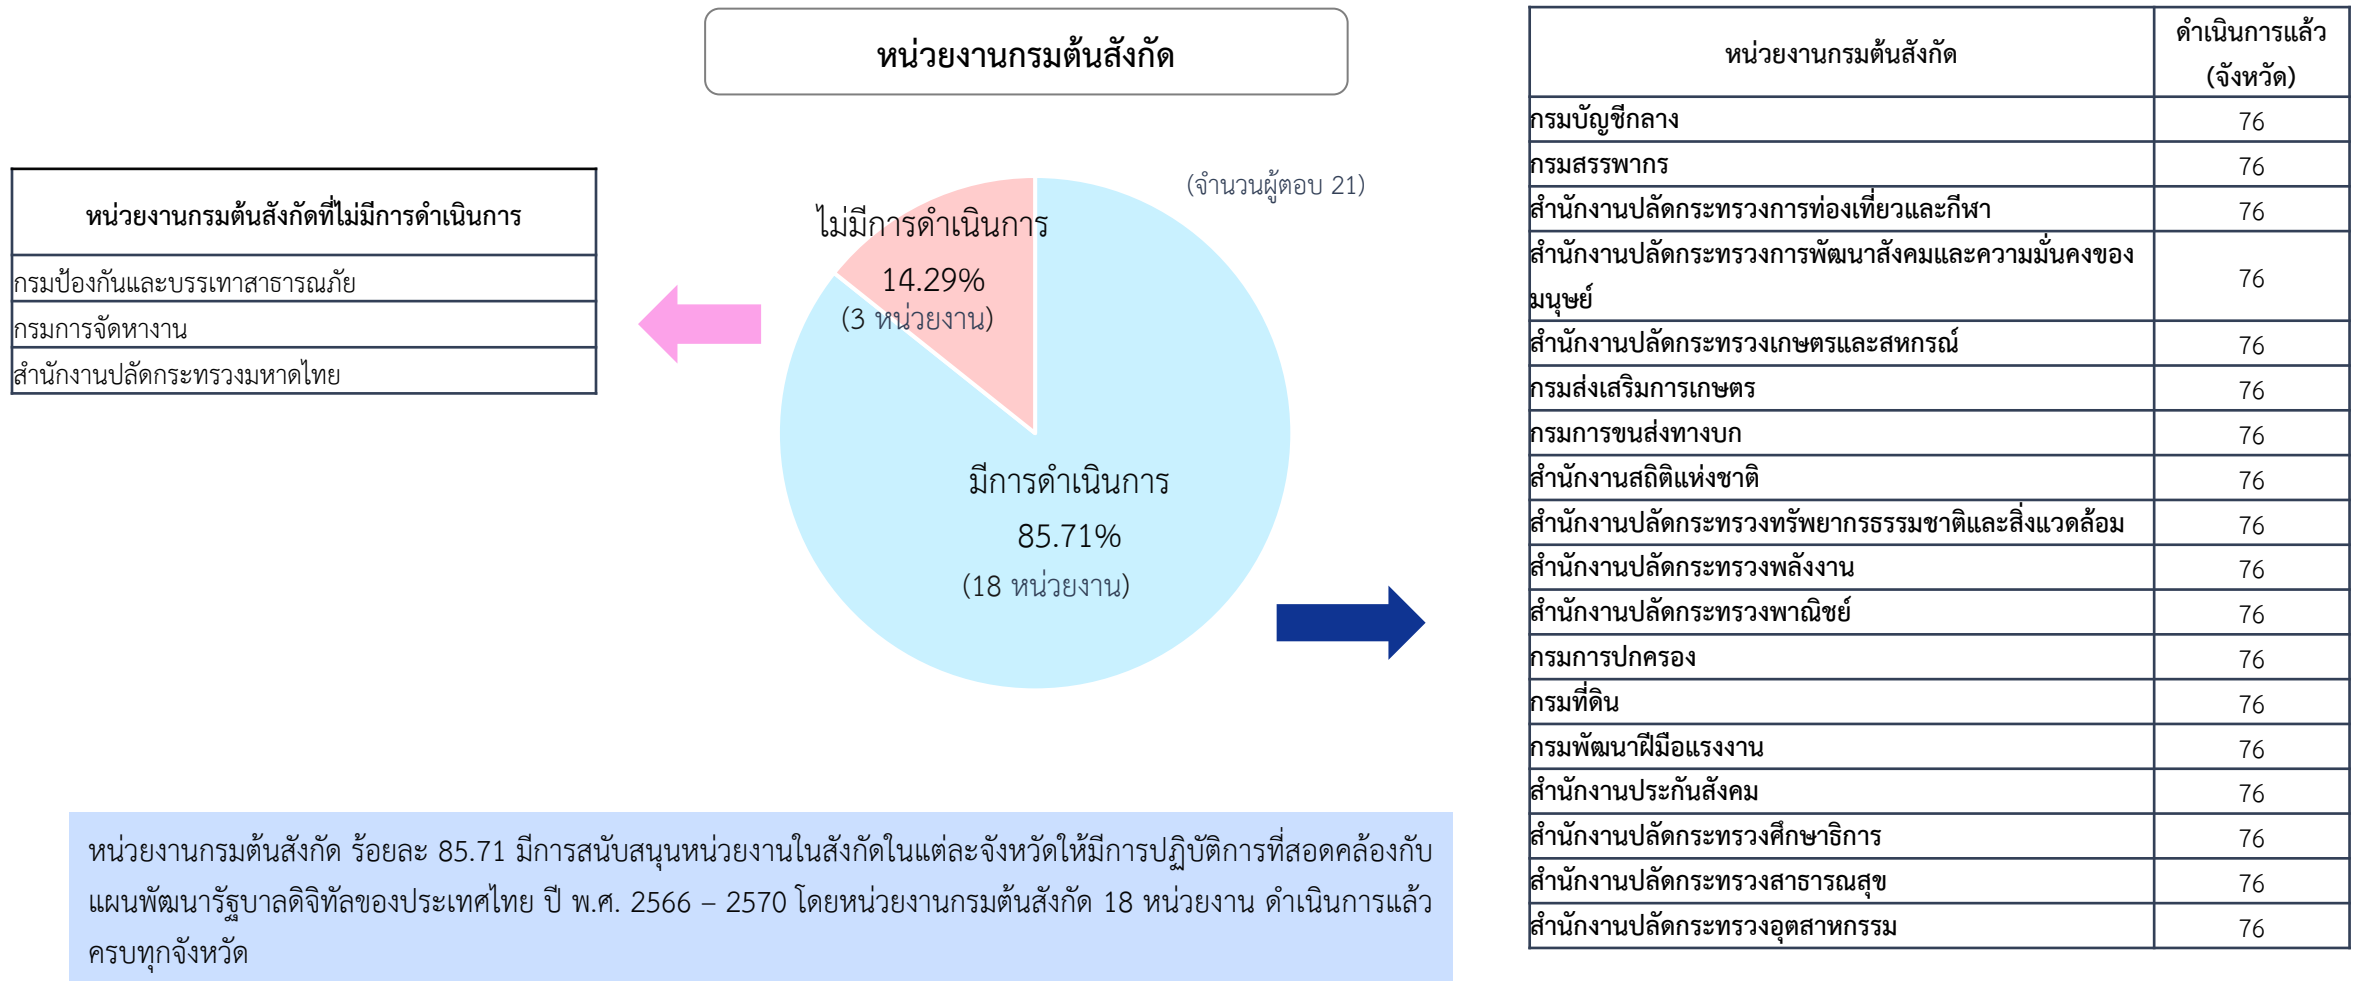 หน่วยงานกรมต้นสังกัด
หน่วยงานกรมต้นสังกัดที่ไม่มีการดำเนินการ
กรมป้องกันและบรรเทาสาธารณภัย
กรมการจัดหางาน
สำนักงานปลัดกระทรวงมหาดไทย
(จำนวนผู้ตอบ 21)
ไม่มีการดำเนินการ
14.29%
(3 หน่วยงาน)
มีการดำเนินการ
85.71%
(18 หน่วยงาน)
หน่วยงานกรมต้นสังกัด
ดำเนินการแล้ว
(จังหวัด)
กรมบัญชีกลาง 76
กรมสรรพากร 76
สำนักงานปลัดกระทรวงการท่องเที่ยวและกีฬา 76
สำนักงานปลัดกระทรวงการพัฒนาสังคมและความมั่นคงของ
มนุษย์ 76
สำนักงานปลัดกระทรวงเกษตรและสหกรณ์ 76
กรมส่งเสริมการเกษตร 76
กรมการขนส่งทางบก 76
สำนักงานสถิติแห่งชาติ 76
สำนักงานปลัดกระทรวงทรัพยากรธรรมชาติและสิ่งแวดล้อม 76
สำนักงานปลัดกระทรวงพลังงาน 76
สำนักงานปลัดกระทรวงพาณิชย์ 76
กรมการปกครอง 76
กรมที่ดิน 76
กรมพัฒนาฝีมือแรงงาน 76
สำนักงานประกันสังคม 76
สำนักงานปลัดกระทรวงศึกษาธิการ 76
สำนักงานปลัดกระทรวงสาธารณสุข 76
สำนักงานปลัดกระทรวงอุตสาหกรรม 76
หน่วยงานกรมต้นสังกัด ร้อยละ 85.71 มีการสนับสนุนหน่วยงานในสังกัดในแต่ละจังหวัดให้มีการปฏิบัติการที่สอดคล้องกับ
แผนพัฒนารัฐบาลดิจิทัลของประเทศไทย ปี พ.ศ. 2566 – 2570 โดยหน่วยงานกรมต้นสังกัด 18 หน่วยงาน ดำเนินการแล้ว
ครบทุกจังหวัด